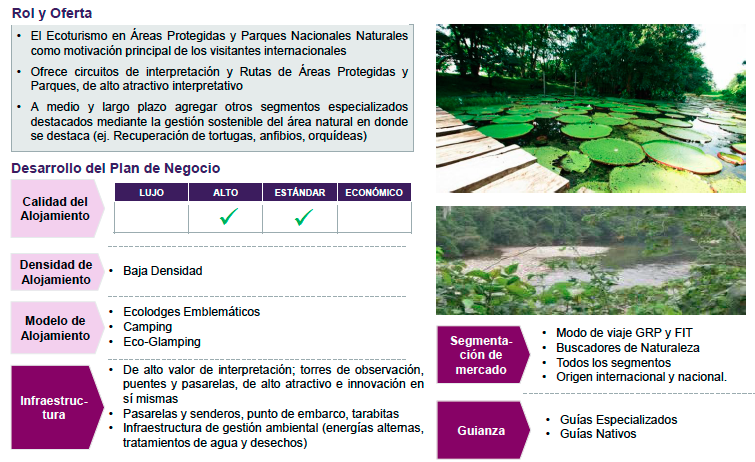 Rol y Oferta
• El Ecoturismo en Áreas Protegidas y Parques Nacionales Naturales
como motivación principal de los visitantes internacionales
• Ofrece circuitos de interpretación y Rutas de Áreas Protegidas y
Parques, de alto atractivo interpretativo
• A medio y largo plazo agregar otros segmentos especializados
destacados mediante la gestión sostenible del área natural en donde
se destaca (ej. Recuperación de tortugas, anfibios, orquídeas)
Desarrollo del Plan de Negocio
Calidad del
Alojamiento
LUJO ALTO ESTÁNDAR ECONÓMICO
✓ ✓
Densidad de
Alojamiento
• Baja Densidad
Modelo de
Alojamiento
• Ecolodges Emblemáticos
• Camping
• Eco-Glamping
Infraestruc-
tura
• De alto valor de interpretación; torres de observación,
puentes y pasarelas, de alto atractivo e innovación en
sí mismas
• Pasarelas y senderos, punto de embarco, tarabitas
• Infraestructura de gestión ambiental (energías alternas,
tratamientos de agua y desechos)
Segmenta-
ción de
mercado
• Modo de viaje GRP y FIT
• Buscadores de Naturaleza
• Todos los segmentos
• Origen internacional y nacional.
Guianza
• Guías Especializados
• Guías Nativos